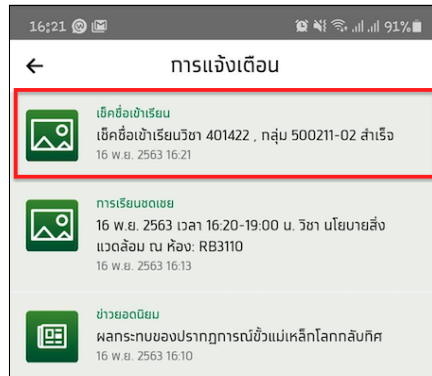 16:21 91%
การแจ้งเตือน
เช็คชื่อเข้าเรียน
เช็คชื่อเข้าเรียนวิชา 401422 , กลุ่ม 500211-02 สำเร็จ
16 พ.ย. 2563 16:21
การเรียนชดเชย
16 พ.ย. 2563 เวลา 16:20-19:00 น. วิชา นโยบายสิ่ง
แวดล้อม ณ ห้อง: RB3110
16 พ.ย. 2563 16:13
ข่าวยอดนิยม
ผลกระทบของปรากฏการณ์ขั้วแม่เหล็กโลกกลับทิศ
16 พ.ย. 2563 16:10